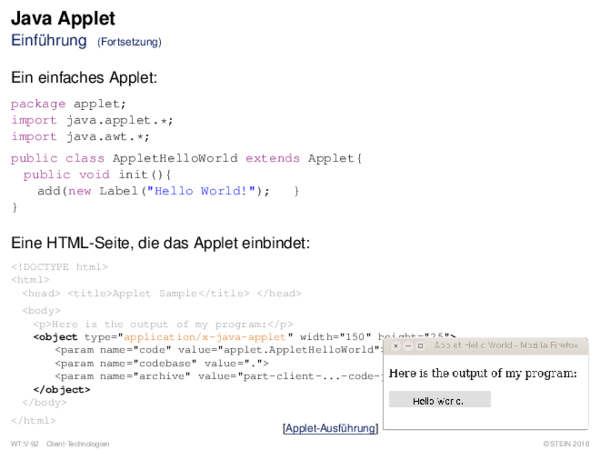 Java Applet
Einführung (Fortsetzung)
Ein einfaches Applet:
package applet;
import java.applet.*;
import java.awt.*;
public class AppletHelloWorld extends Applet{
public void init(){
add(new Label("Hello World!"); }
}
Eine HTML-Seite, die das Applet einbindet:
<!DOCTYPE html>
<html>
<head> <title>Applet Sample</title> </head>
<body>
<p>Here is the output of my program:</p>
<object type="application/x-java-applet" width="150" height="25">
<param name="code" value="applet.AppletHelloWorld">
<param name="codebase" value=".">
<param name="archive" value="part-client-...-code-
</object>
</body>
</html>
Applet Hello World - Mozilla Firefox
Here is the output of my program:
Hello World!
[Applet-Ausführung]
WT:V-92 Client-Technologien
©STEIN 2018